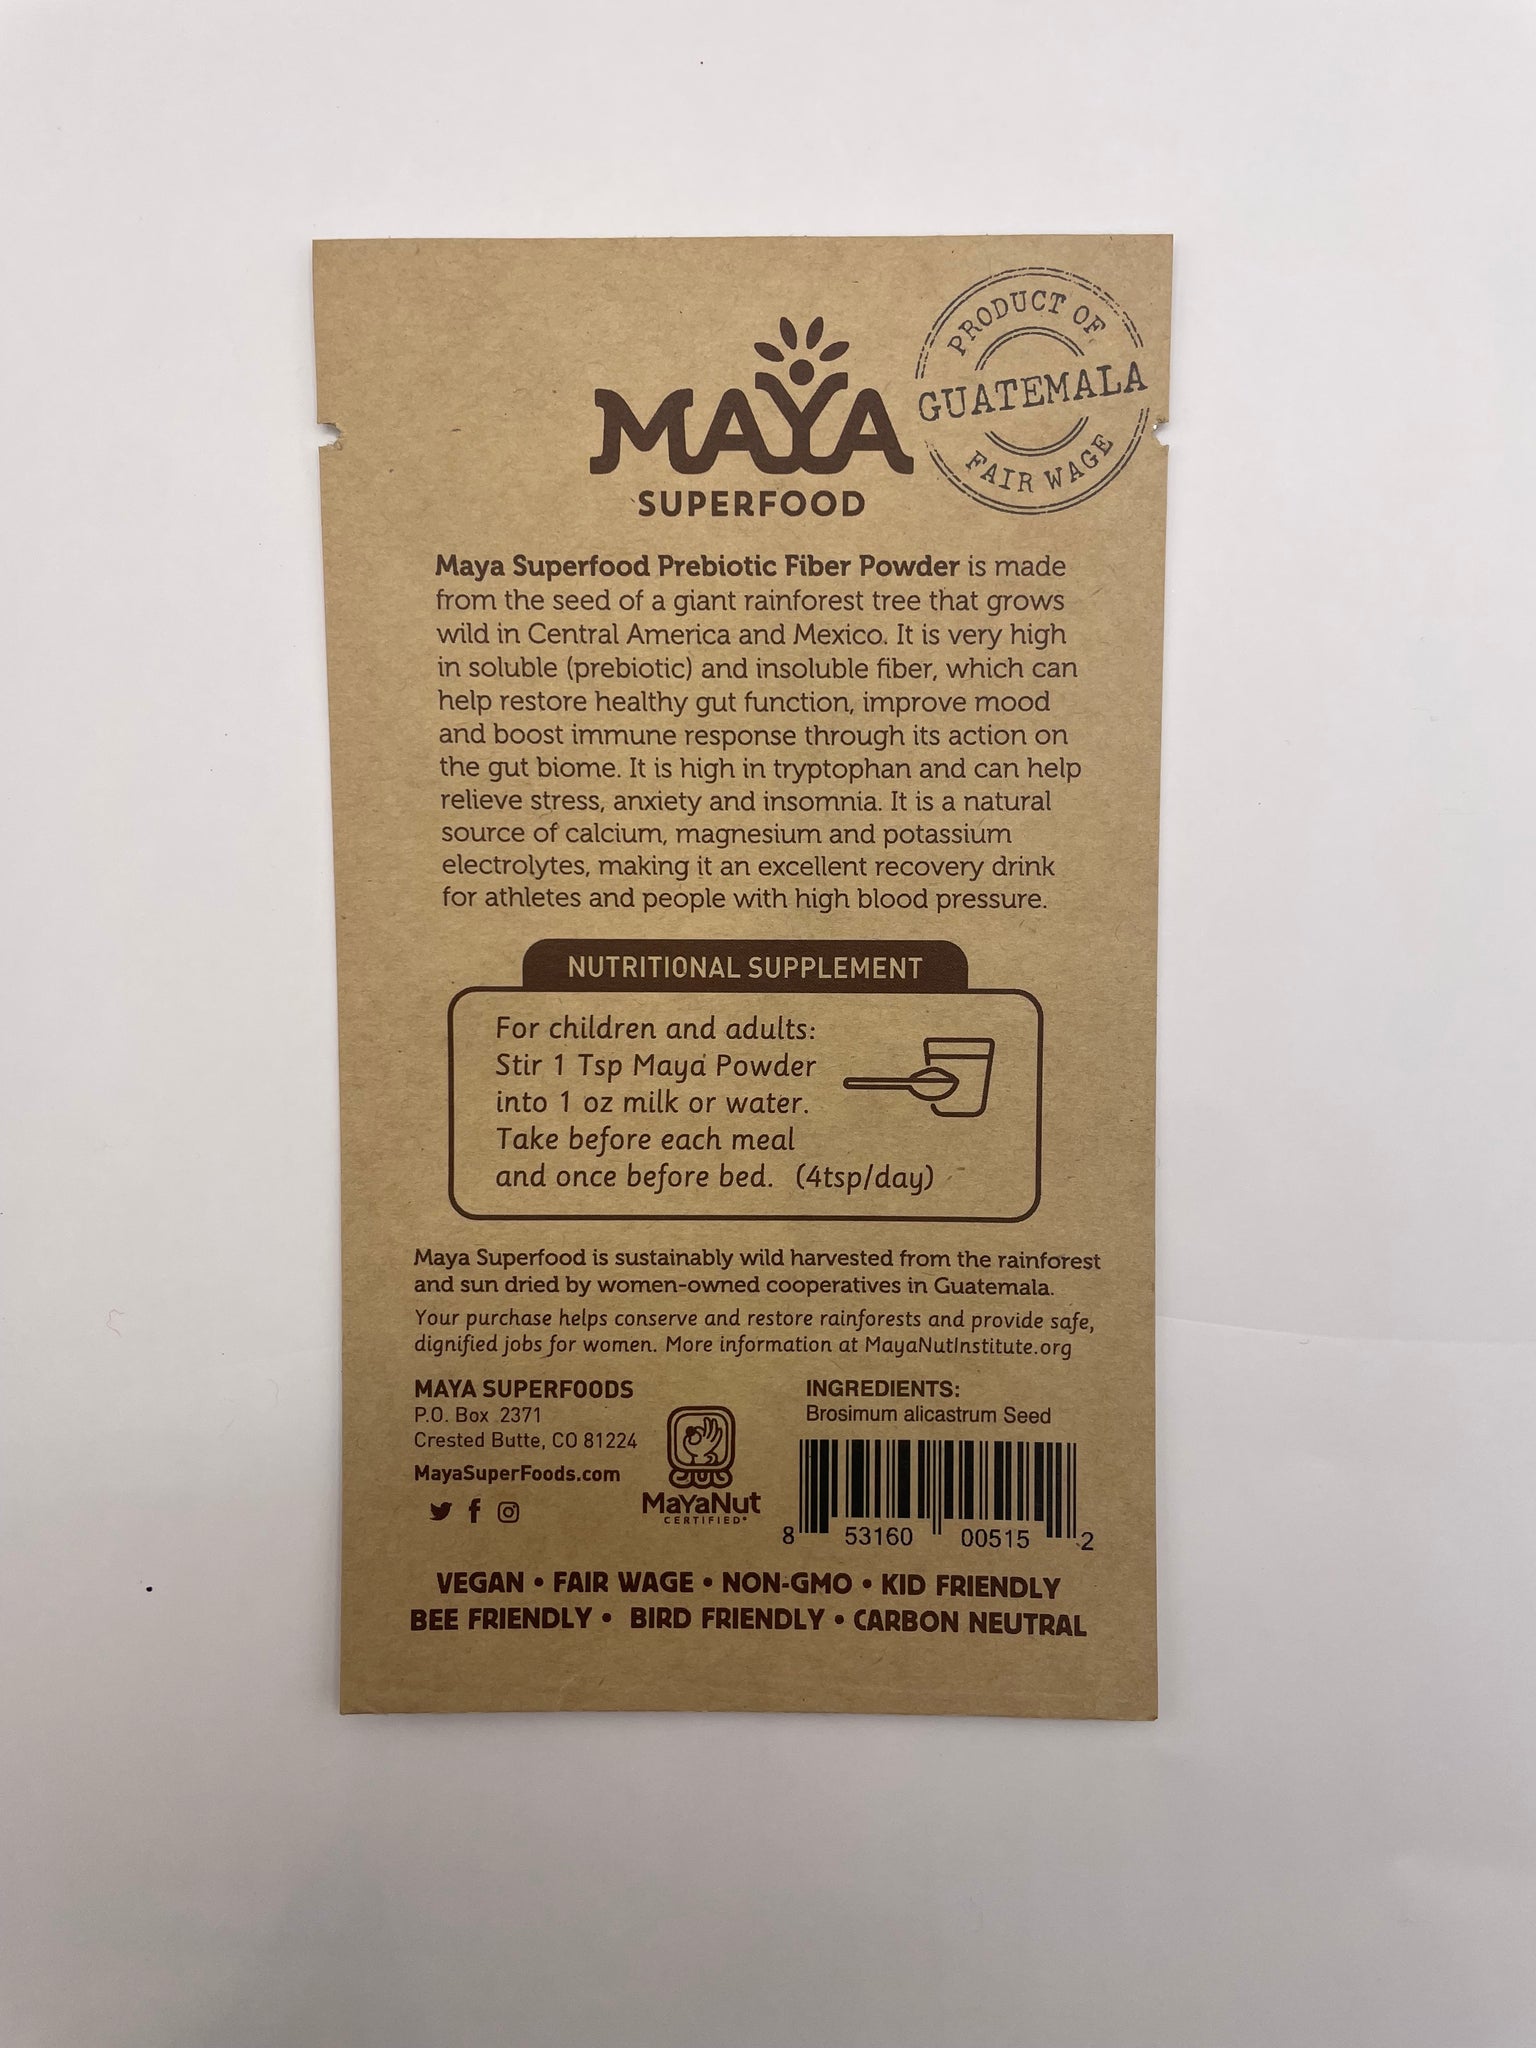 PRODUCT OF
GUATEMALA
FAIR WAGE
MAYA
SUPERFOOD
Maya Superfood Prebiotic Fiber Powder is made
from the seed of a giant rainforest tree that grows
wild in Central America and Mexico. It is very high
in soluble (prebiotic) and insoluble fiber, which can
help restore healthy gut function, improve mood
and boost immune response through its action on
the gut biome. It is high in tryptophan and can help
relieve stress, anxiety and insomnia. It is a natural
source of calcium, magnesium and potassium
electrolytes, making it an excellent recovery drink
for athletes and people with high blood pressure.
NUTRITIONAL SUPPLEMENT
For children and adults:
Stir 1 Tsp Maya Powder
into 1 oz milk or water.
Take before each meal
and once before bed. (4tsp/day)
Maya Superfood is sustainably wild harvested from the rainforest
and sun dried by women-owned cooperatives in Guatemala.
Your purchase helps conserve and restore rainforests and provide safe,
dignified jobs for women. More information at MayaNutInstitute.org
MAYA SUPERFOODS
P.O. Box 2371
Crested Butte, CO 81224
MayaSuperFoods.com
MaYaNut
CERTIFIED®
INGREDIENTS:
Brosimum alicastrum Seed
8 53160 00515 2
VEGAN • FAIR WAGE • NON-GMO • KID FRIENDLY
BEE FRIENDLY • BIRD FRIENDLY • CARBON NEUTRAL